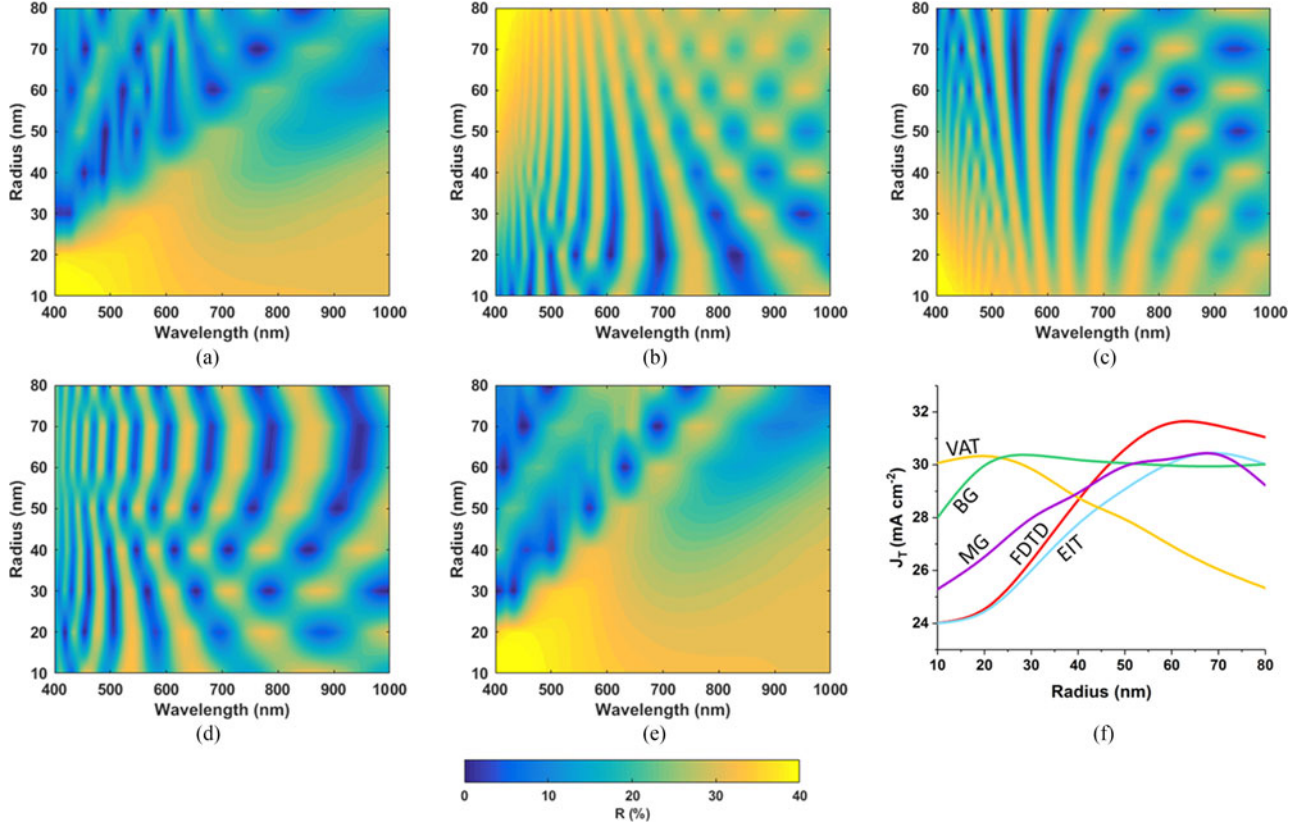 80
70
60
50
40
30
20
10
Radius (nm)
400 500 600 700 800 900 1000
Wavelength (nm)
(a)
80
70
60
50
40
30
20
10
Radius (nm)
400 500 600 700 800 900 1000
Wavelength (nm)
(b)
80
70
60
50
40
30
20
10
Radius (nm)
400 500 600 700 800 900 1000
Wavelength (nm)
(c)
80
70
60
50
40
30
20
10
Radius (nm)
400 500 600 700 800 900 1000
Wavelength (nm)
(d)
80
70
60
50
40
30
20
10
Radius (nm)
400 500 600 700 800 900 1000
Wavelength (nm)
(e)
32
30
28
26
24
J_T (mA cm⁻²)
VAT
BG
MG
FDTD
EIT
10 20 30 40 50 60 70 80
Radius (nm)
(f)
0 10 20 30 40
R (%)